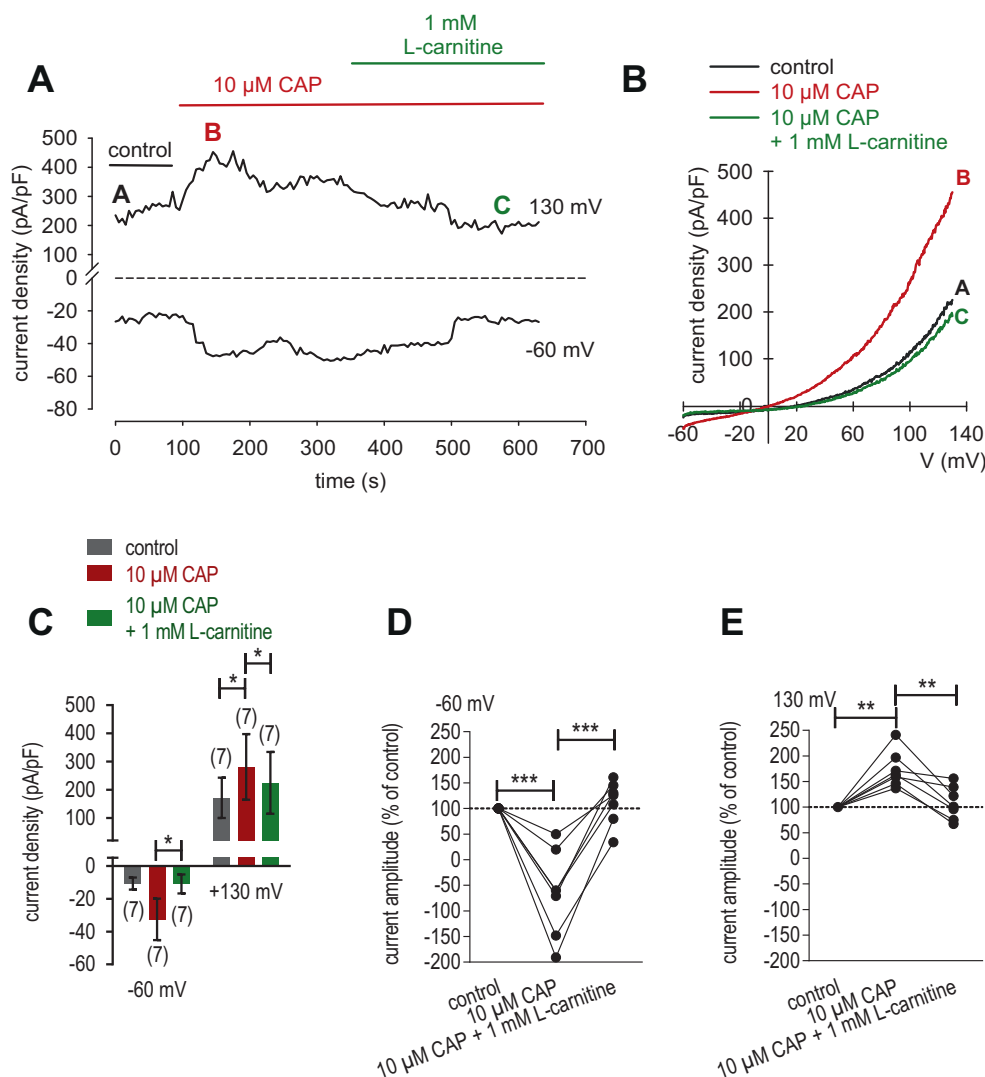 A
1 mM
L-carnitine
10 µM CAP
control
A
B
C
130 mV
-60 mV
current density (pA/pF)
500
400
300
200
100
0
-20
-40
-60
-80
0 100 200 300 400 500 600 700
time (s)
B
control
10 µM CAP
10 µM CAP
+ 1 mM L-carnitine
current density (pA/pF)
500
400
300
200
100
0
B
A
C
-60 -20 20 60 100 140
V (mV)
C
control
10 µM CAP
10 µM CAP
+ 1 mM L-carnitine
current density (pA/pF)
500
400
300
200
100
0
-20
-40
-60
* *
(7) (7) (7)
+130 mV
*
(7) (7) (7)
-60 mV
D
-60 mV
current amplitude (% of control)
250
200
150
100
50
0
-50
-100
-150
-200
***
***
control
10 µM CAP
10 µM CAP + 1 mM L-carnitine
E
130 mV
current amplitude (% of control)
250
200
150
100
50
0
-50
-100
-150
-200
**
**
control
10 µM CAP
10 µM CAP + 1 mM L-carnitine